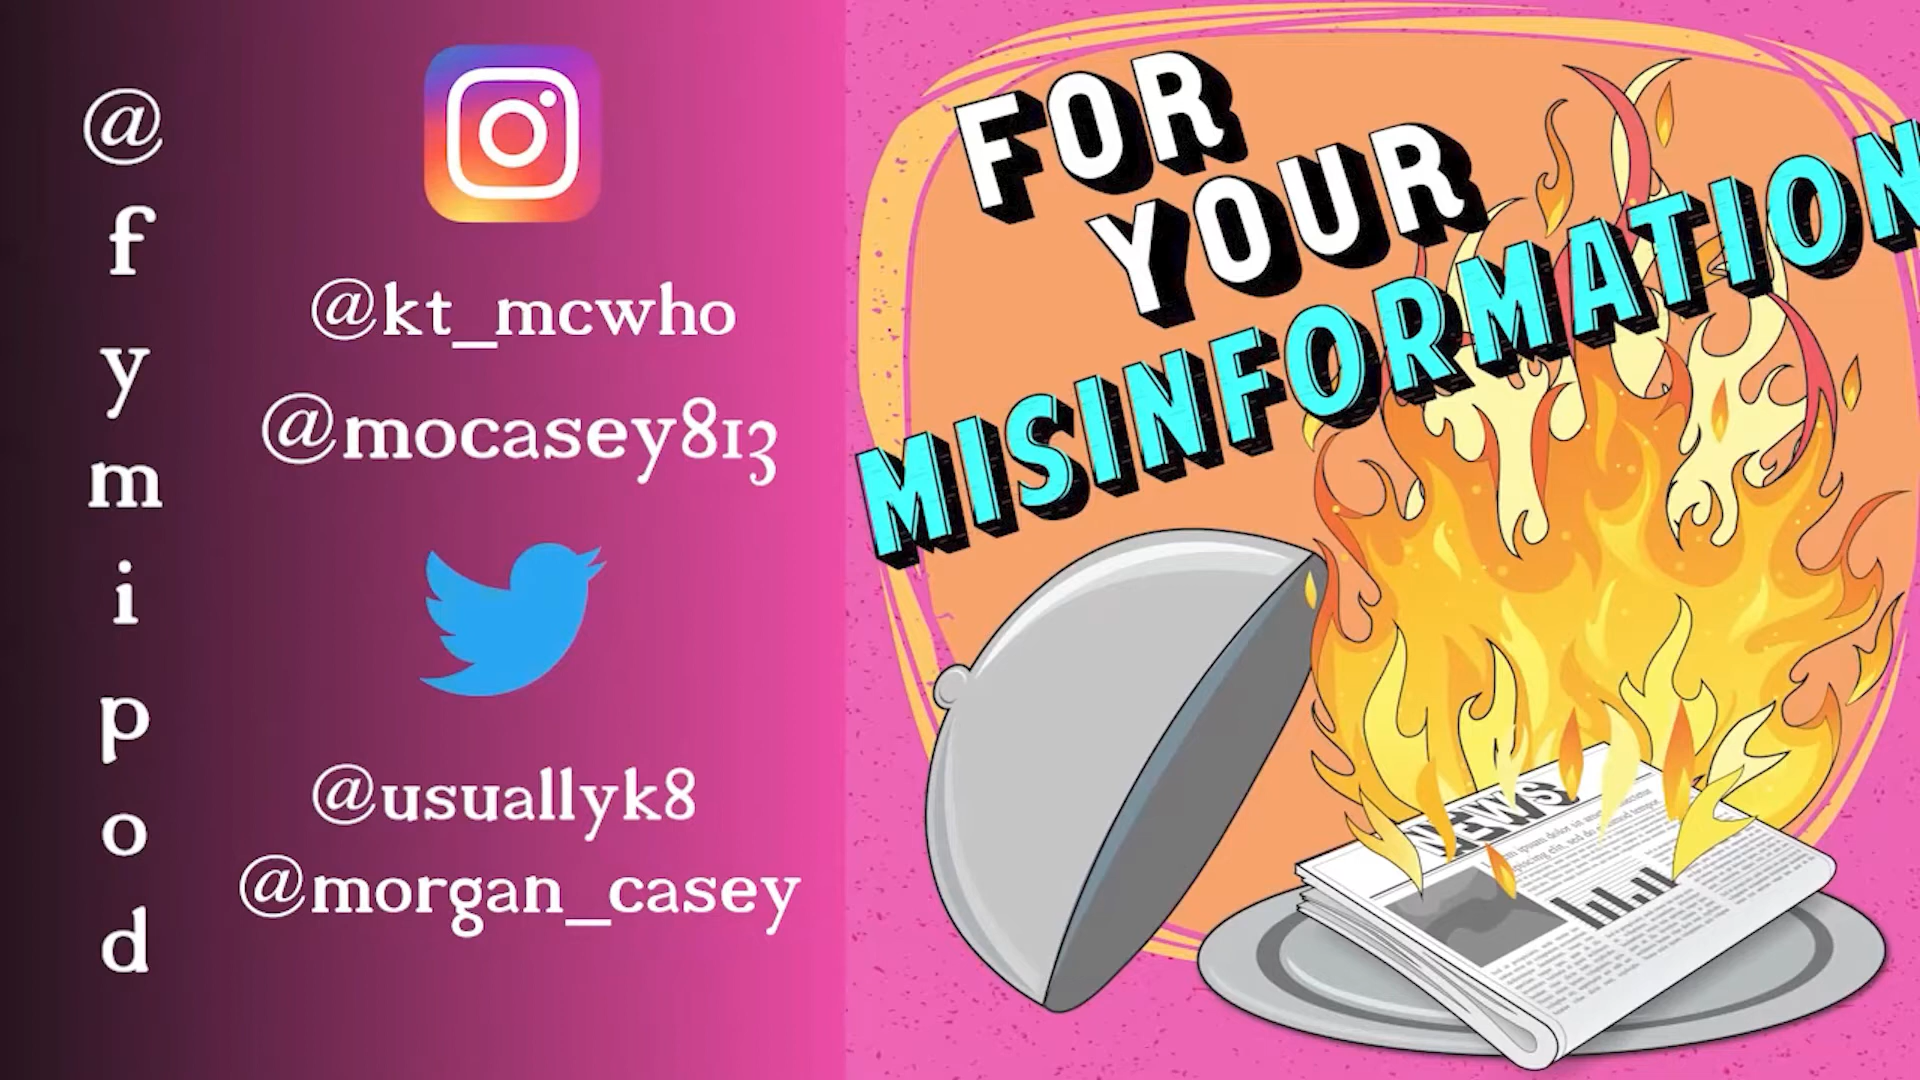 @fymipod
@kt_mcwho
@mocasey813
@usuallyk8
@morgan_casey
FOR
YOUR
MISINFORMATION
NEWS